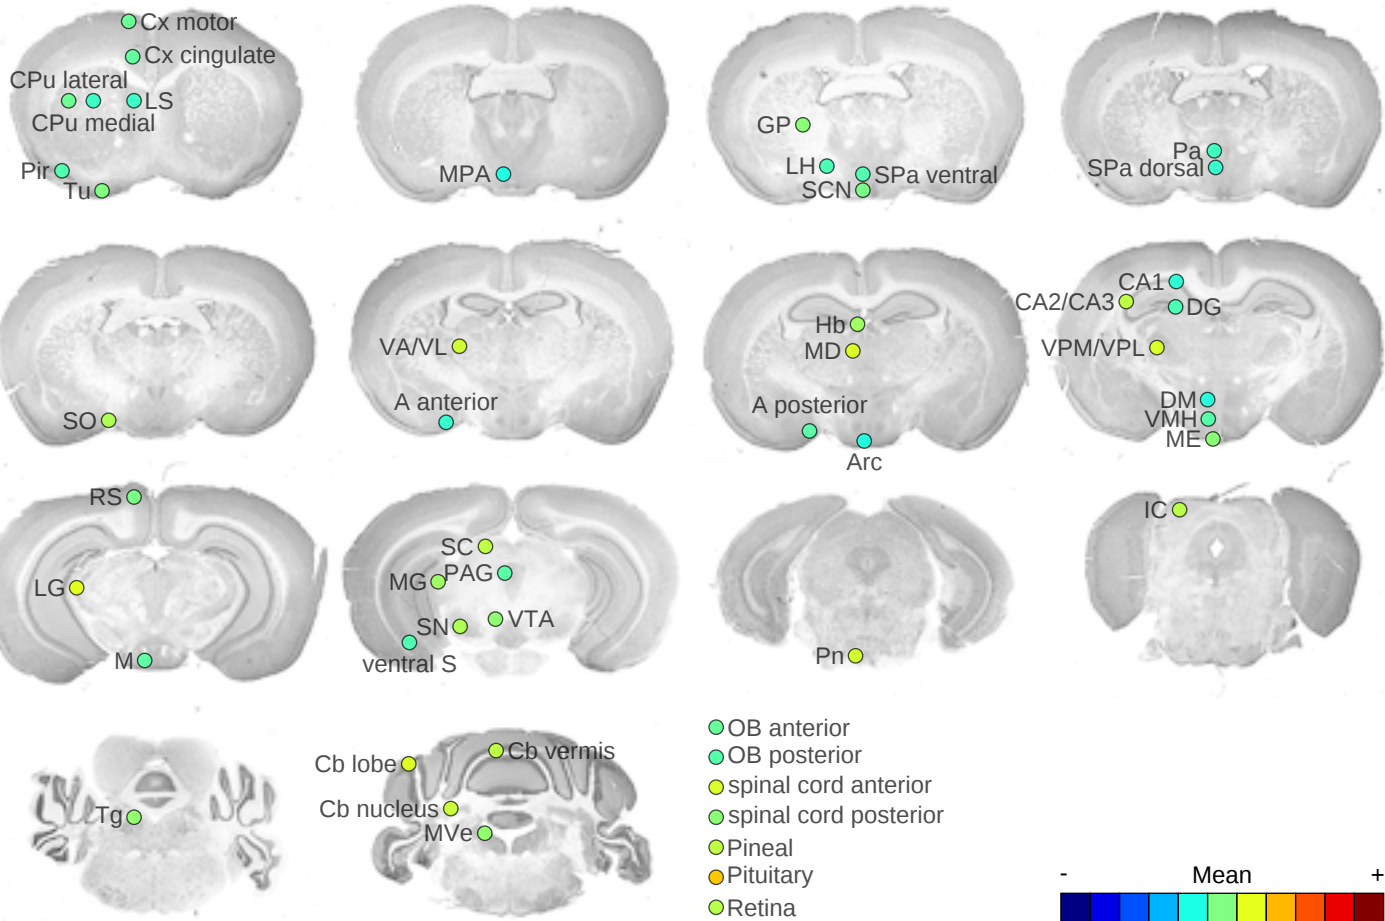 Cx motor
Cx cingulate
CPu lateral
LS
CPu medial
Pir
Tu
MPA
GP
LH
SPa ventral
SCN
Pa
SPa dorsal
SO
VA/VL
A anterior
Hb
MD
A posterior
Arc
CA1
CA2/CA3
DG
VPM/VPL
DM
VMH
ME
RS
LG
M
SC
PAG
MG
VTA
SN
ventral S
Pn
IC
Tg
Cb vermis
Cb lobe
Cb nucleus
MVe
OB anterior
OB posterior
spinal cord anterior
spinal cord posterior
Pineal
Pituitary
Retina
- Mean +